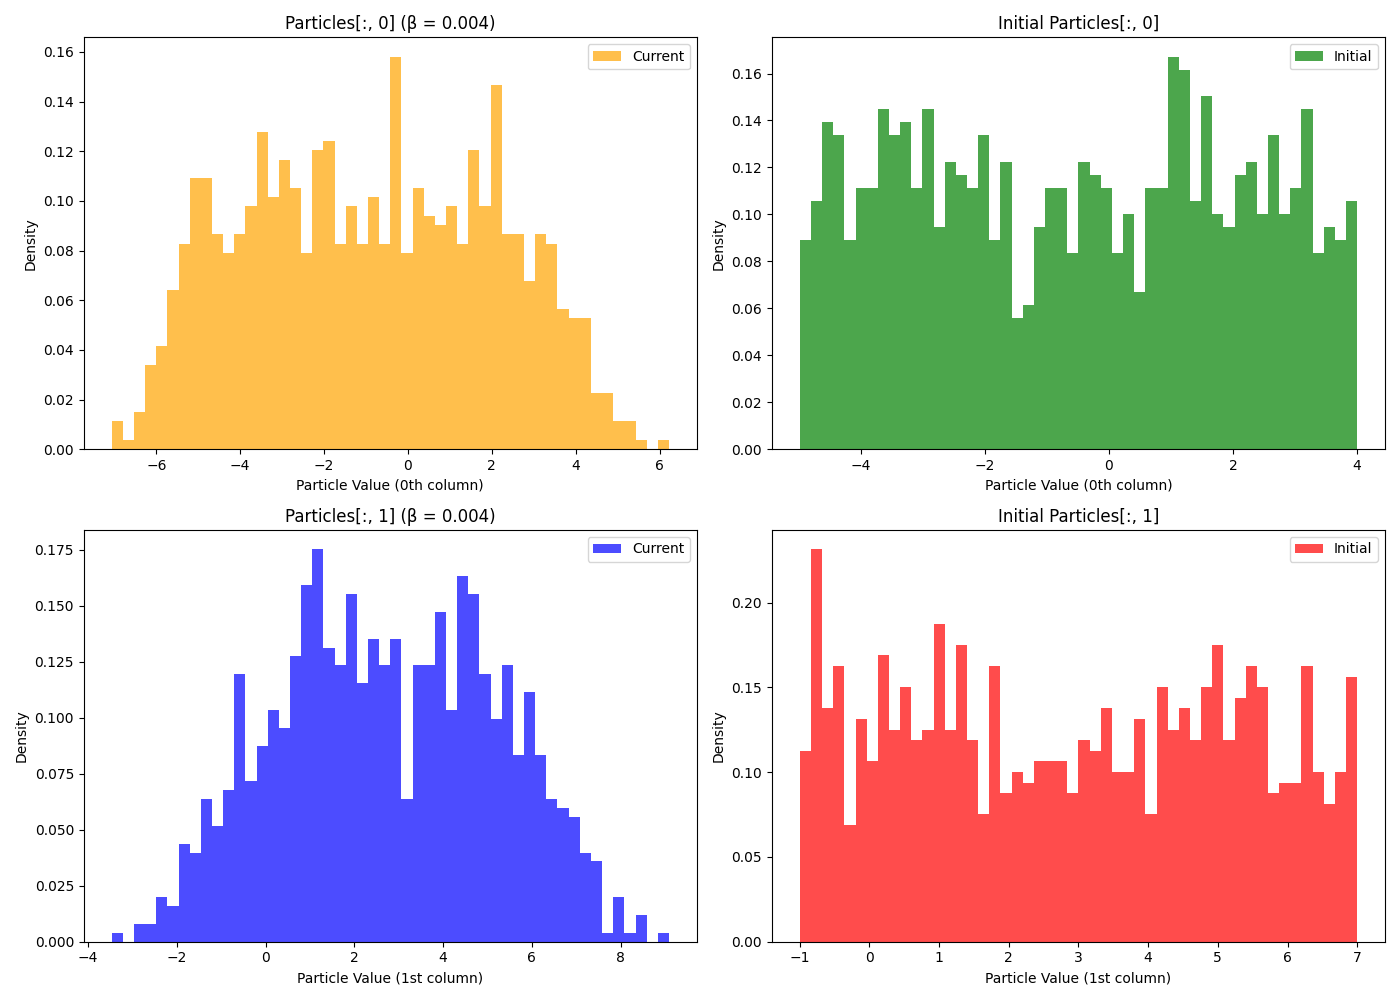 Particles[:, 0] (β = 0.004)
Current
0.16
0.14
0.12
0.10
0.08
0.06
0.04
0.02
0.00
Density
−6 −4 −2 0 2 4 6
Particle Value (0th column)
Initial Particles[:, 0]
Initial
0.16
0.14
0.12
0.10
0.08
0.06
0.04
0.02
0.00
Density
−4 −2 0 2 4
Particle Value (0th column)
Particles[:, 1] (β = 0.004)
Current
0.175
0.150
0.125
0.100
0.075
0.050
0.025
0.000
Density
−4 −2 0 2 4 6 8
Particle Value (1st column)
Initial Particles[:, 1]
Initial
0.20
0.15
0.10
0.05
0.00
Density
−1 0 1 2 3 4 5 6 7
Particle Value (1st column)